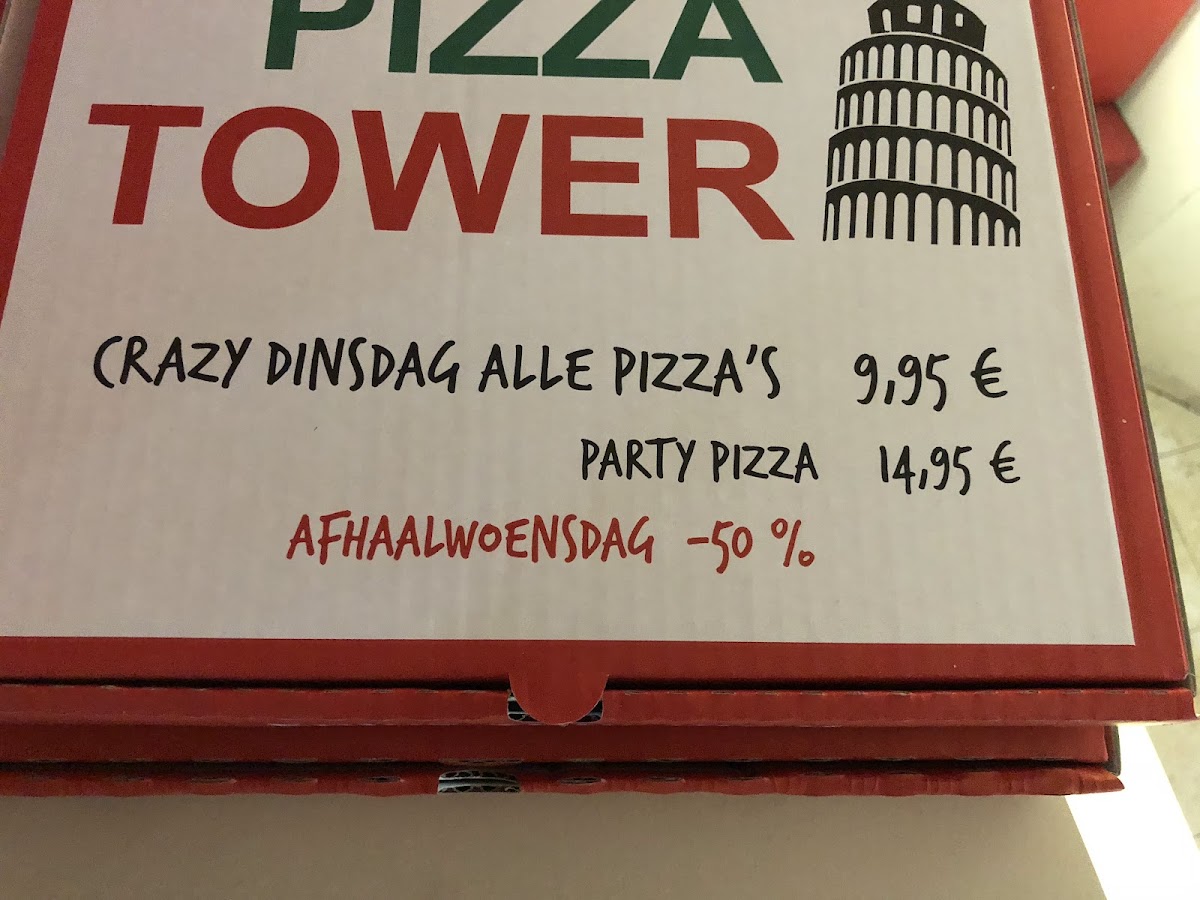 PIZZA
TOWER
CRAZY DINSDAG ALLE PIZZA'S 9,95 €
PARTY PIZZA 14,95 €
AFHAALWOENSDAG -50 %